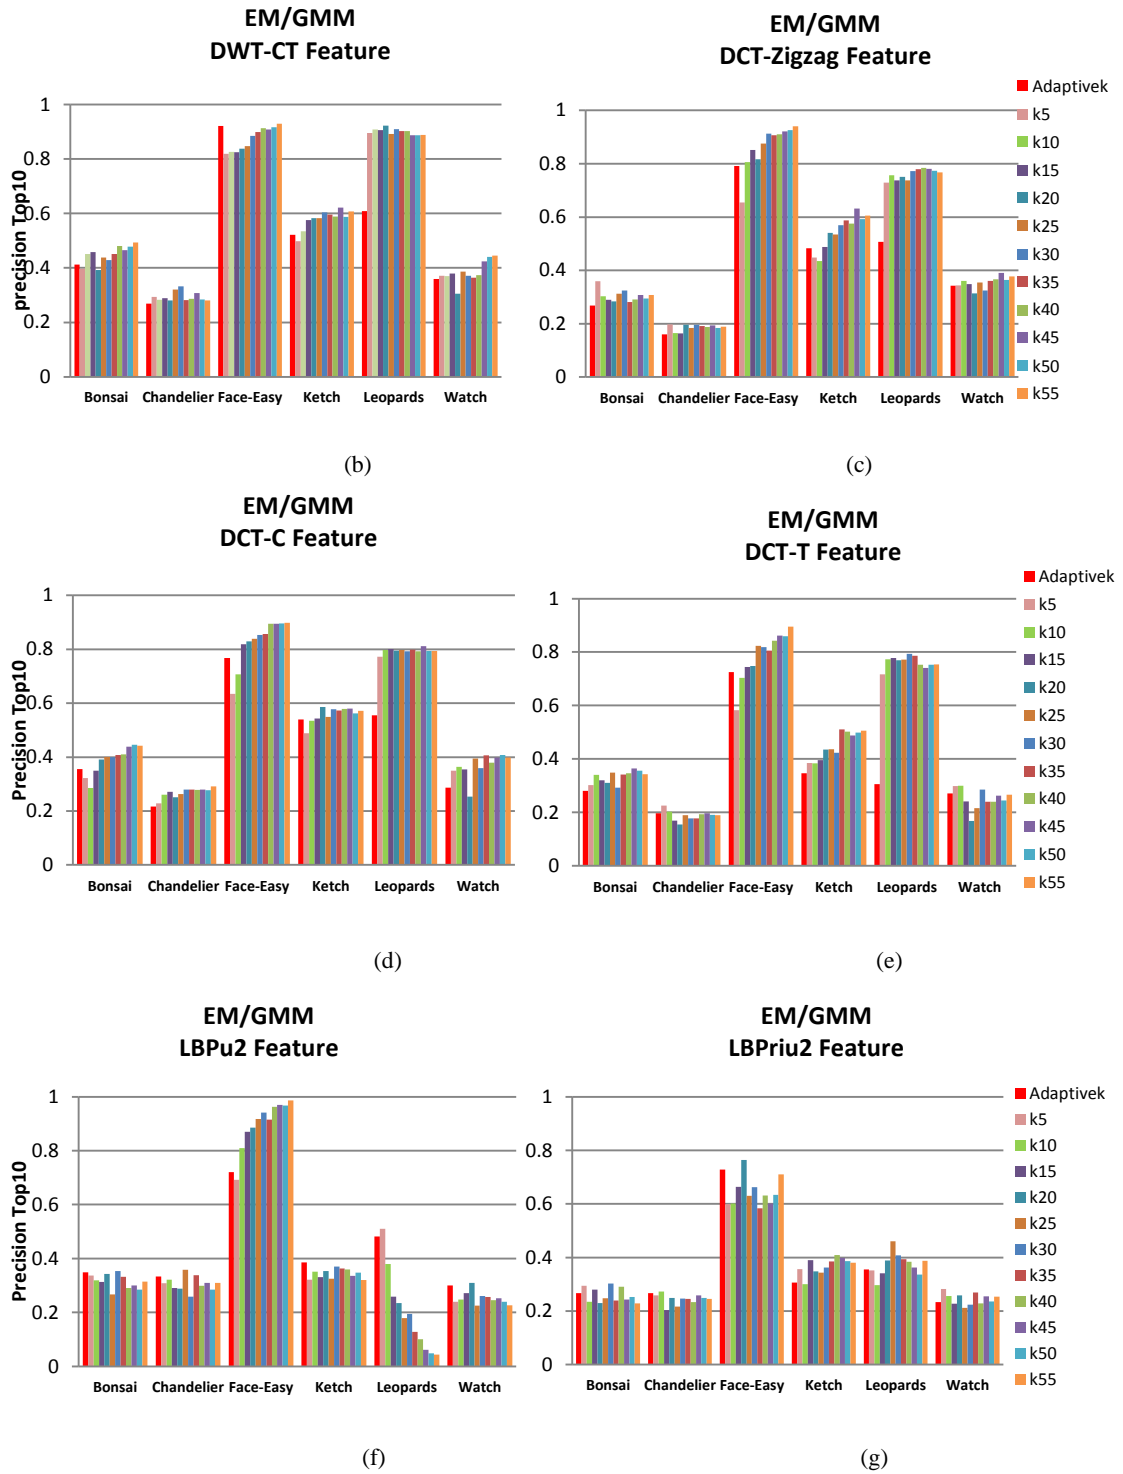 EM/GMM
DWT-CT Feature
precision Top10
1
0.8
0.6
0.4
0.2
0
Bonsai Chandelier Face-Easy Ketch Leopards Watch
(b)
EM/GMM
DCT-Zigzag Feature
1
0.8
0.6
0.4
0.2
0
Bonsai Chandelier Face-Easy Ketch Leopards Watch
Adaptivek
k5
k10
k15
k20
k25
k30
k35
k40
k45
k50
k55
(c)
EM/GMM
DCT-C Feature
Precision Top10
1
0.8
0.6
0.4
0.2
0
Bonsai Chandelier Face-Easy Ketch Leopards Watch
(d)
EM/GMM
DCT-T Feature
1
0.8
0.6
0.4
0.2
0
Bonsai Chandelier Face-Easy Ketch Leopards Watch
Adaptivek
k5
k10
k15
k20
k25
k30
k35
k40
k45
k50
k55
(e)
EM/GMM
LBPu2 Feature
Precision Top10
1
0.8
0.6
0.4
0.2
0
Bonsai Chandelier Face-Easy Ketch Leopards Watch
(f)
EM/GMM
LBPriu2 Feature
1
0.8
0.6
0.4
0.2
0
Bonsai Chandelier Face-Easy Ketch Leopards Watch
Adaptivek
k5
k10
k15
k20
k25
k30
k35
k40
k45
k50
k55
(g)